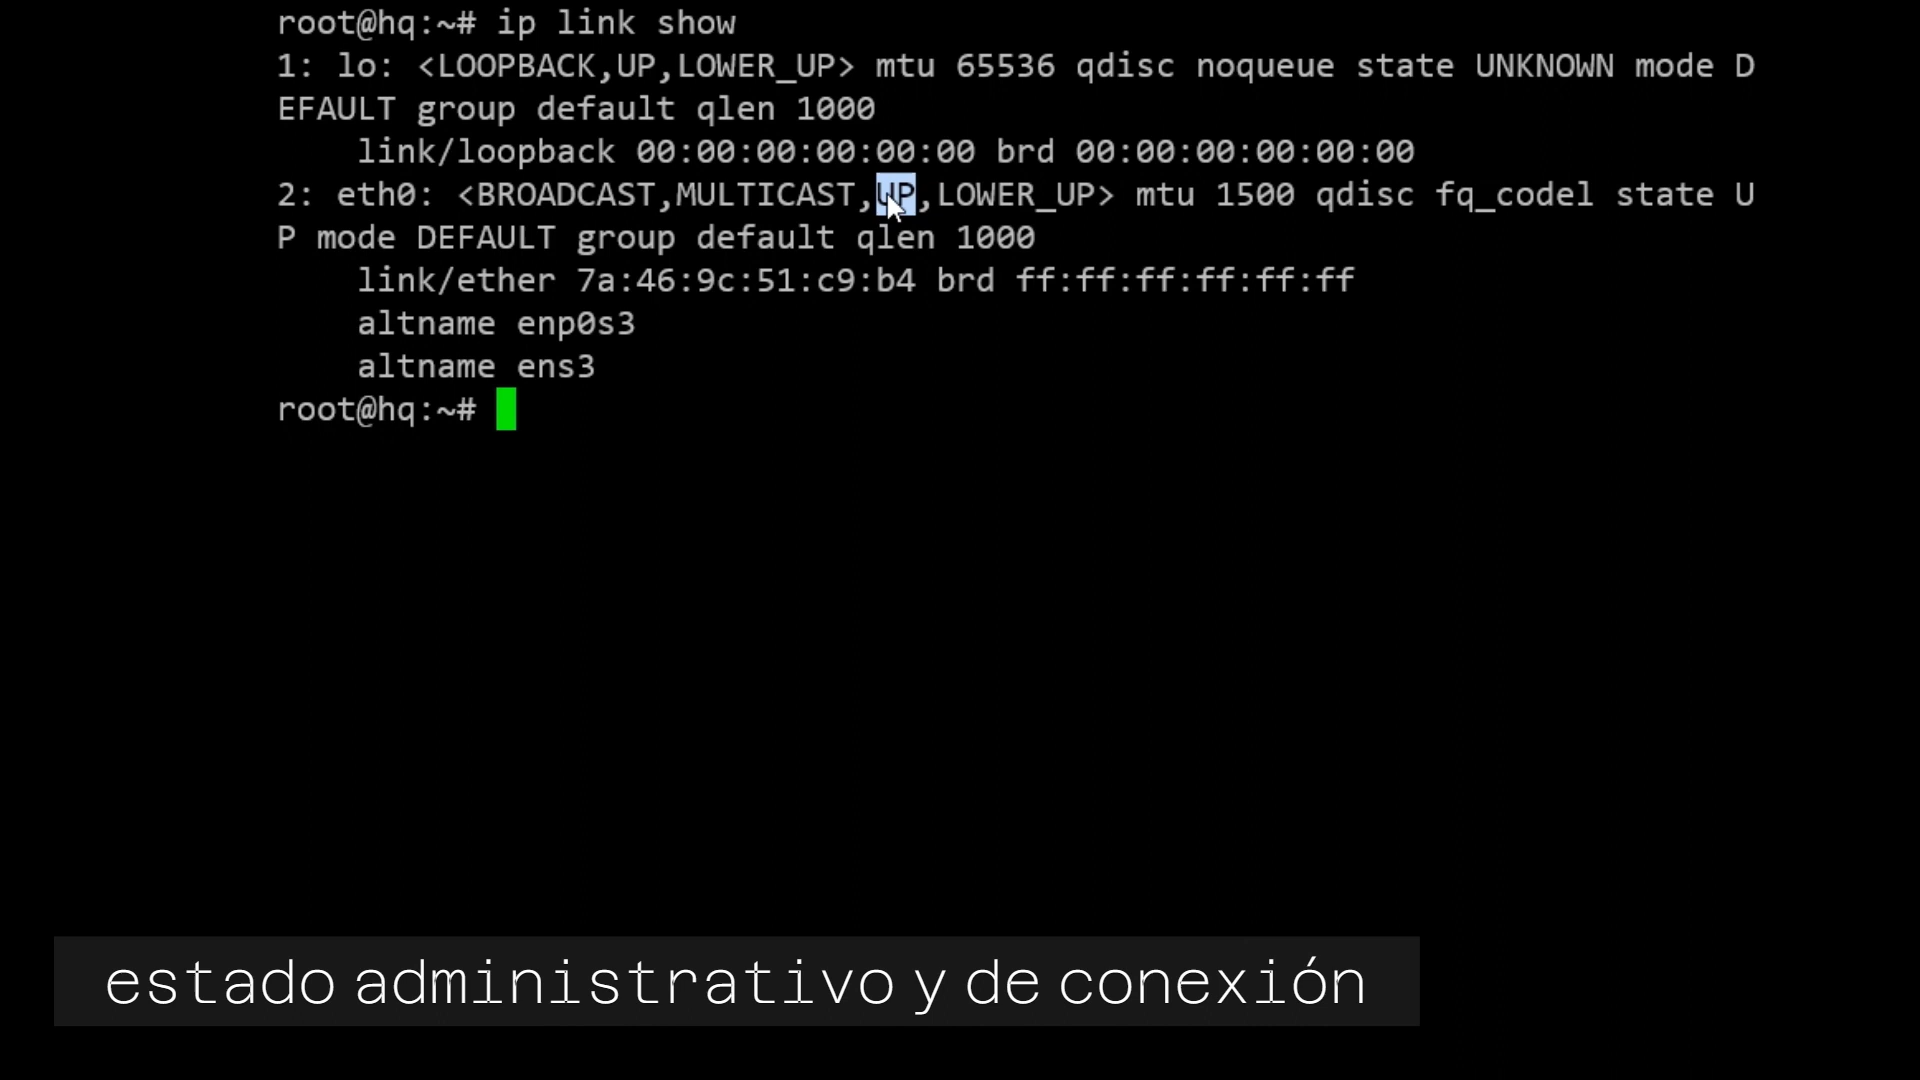 root@hq:~# ip link show
1: lo: <LOOPBACK,UP,LOWER_UP> mtu 65536 qdisc noqueue state UNKNOWN mode D
EFAULT group default qlen 1000
    link/loopback 00:00:00:00:00:00 brd 00:00:00:00:00:00
2: eth0: <BROADCAST,MULTICAST,UP,LOWER_UP> mtu 1500 qdisc fq_codel state U
P mode DEFAULT group default qlen 1000
    link/ether 7a:46:9c:51:c9:b4 brd ff:ff:ff:ff:ff:ff
    altname enp0s3
    altname ens3
root@hq:~#
estado administrativo y de conexión